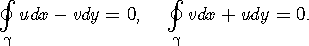 ∮γ udx − vdy = 0, ∮γ vdx + udy = 0.